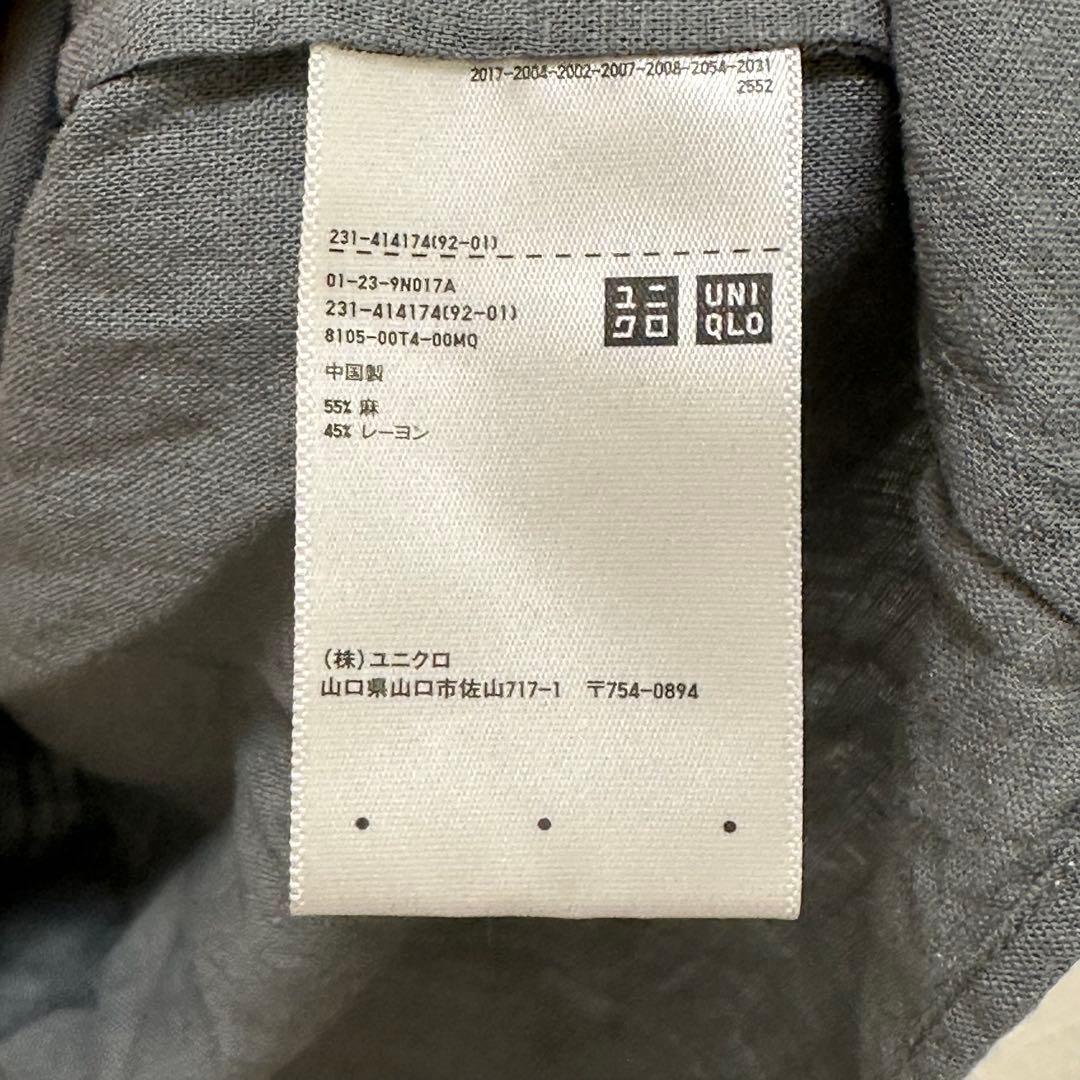 2017-2004-2002-2007-2008-2054-2031
2552
231-414174(92-01)
01-23-9N017A
231-414174(92-01)
8105-00T4-00MQ
ユニ
クロ
UNI
QLO
中国製
55% 麻
45% レーヨン
(株)ユニクロ
山口県山口市佐山717-1 〒754-0894